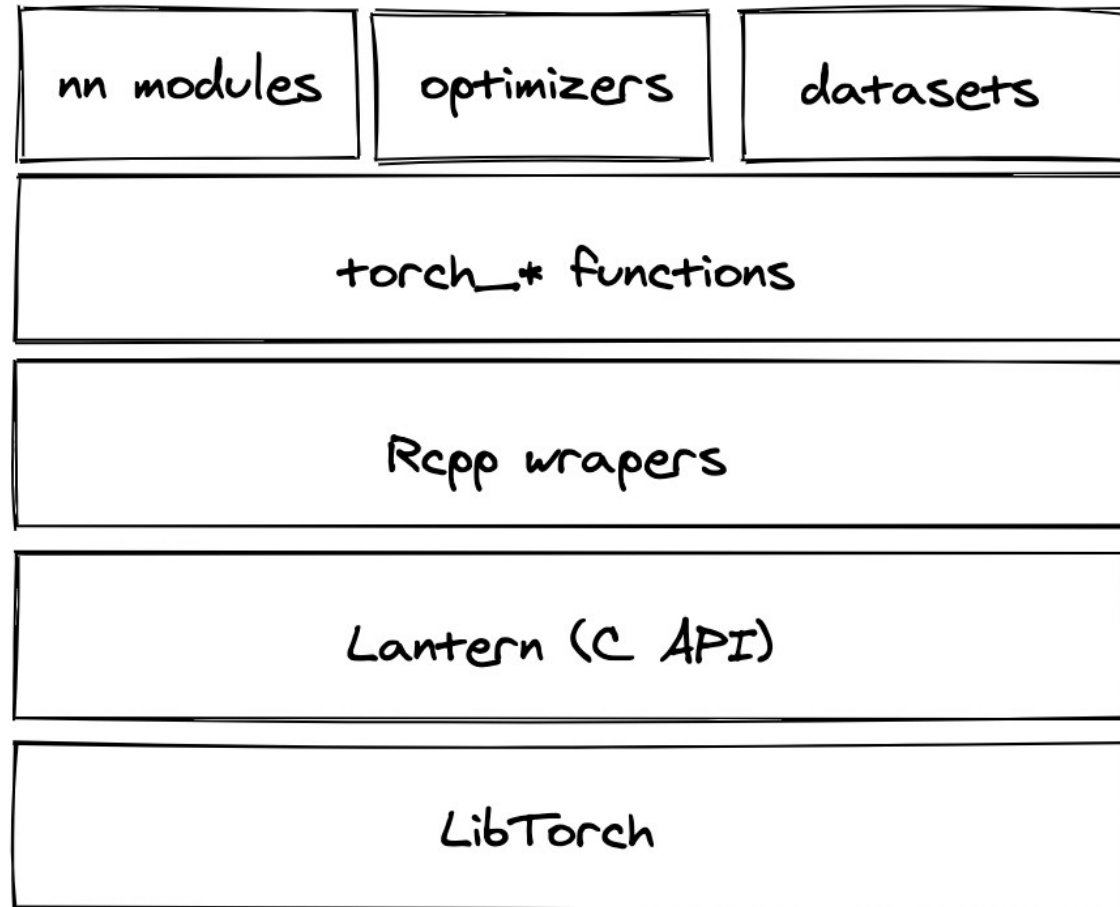 nn modules optimizers datasets
torch_* functions
Rcpp wrapers
Lantern (C API)
LibTorch